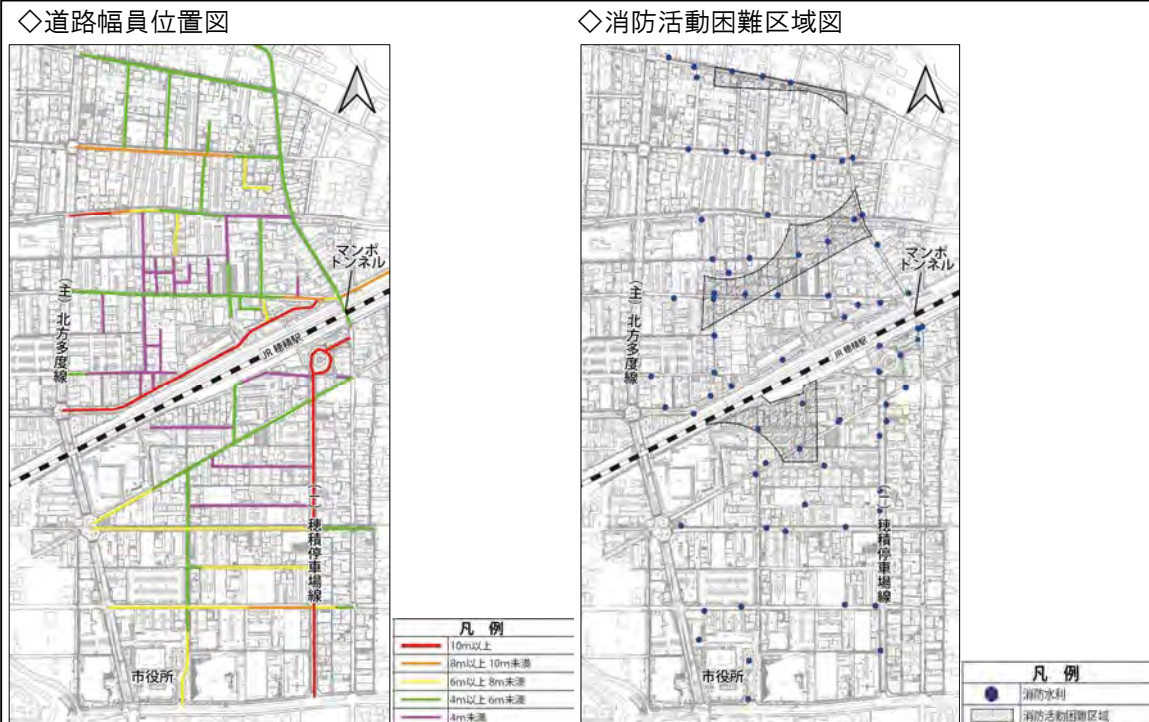 ◇道路幅員位置図
マンポ
トンネル
(主) 北方多度線
JR 穂積駅
(一) 穂積停車場線
市役所
凡 例
10m以上
8m以上 10m未満
6m以上 8m未満
4m以上 6m未満
4m未満
◇消防活動困難区域図
マンポ
トンネル
(主) 北方多度線
JR 穂積駅
(一) 穂積停車場線
市役所
凡 例
消防水利
消防活動困難区域